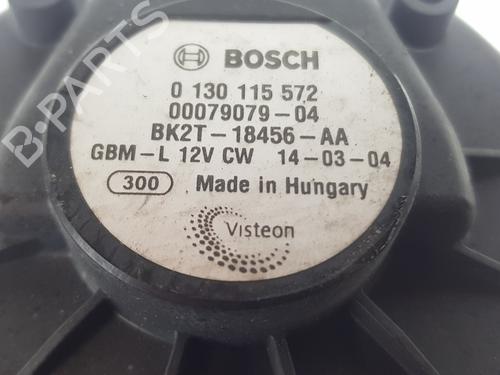 BOSCH
0 130 115 572
00079079-04
BK2T-18456-AA
GBM-L 12V CW 14-03-04
300 Made in Hungary
Visteon